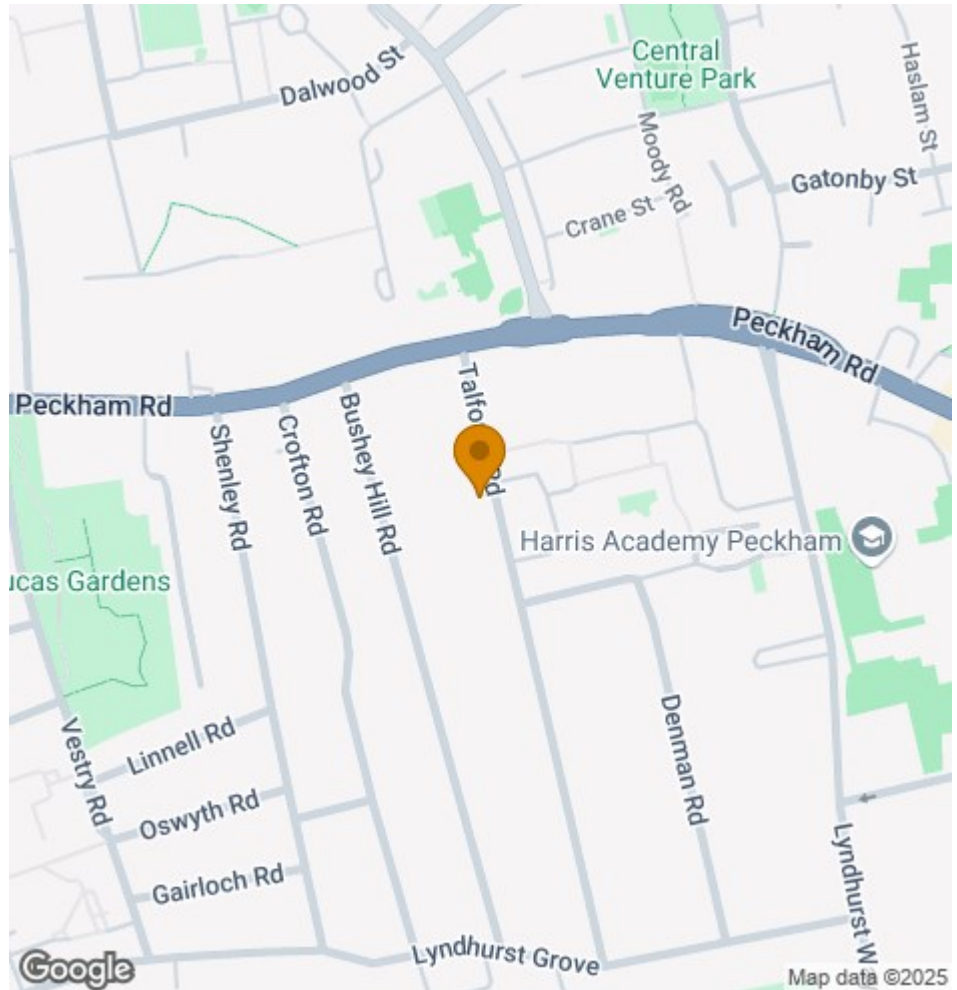 Dalwood St
Central
Venture Park
Haslam St
Moody Rd
Gatonby St
Crane St
Peckham Rd
Peckham Rd
Talfo
Rd
Bushey Hill Rd
Crofton Rd
Shenley Rd
Harris Academy Peckham
ucas Gardens
Vestry Rd
Linnell Rd
Denman Rd
Oswyth Rd
Gairloch Rd
Lyndhurst W
Lyndhurst Grove
Google
Map data ©2025